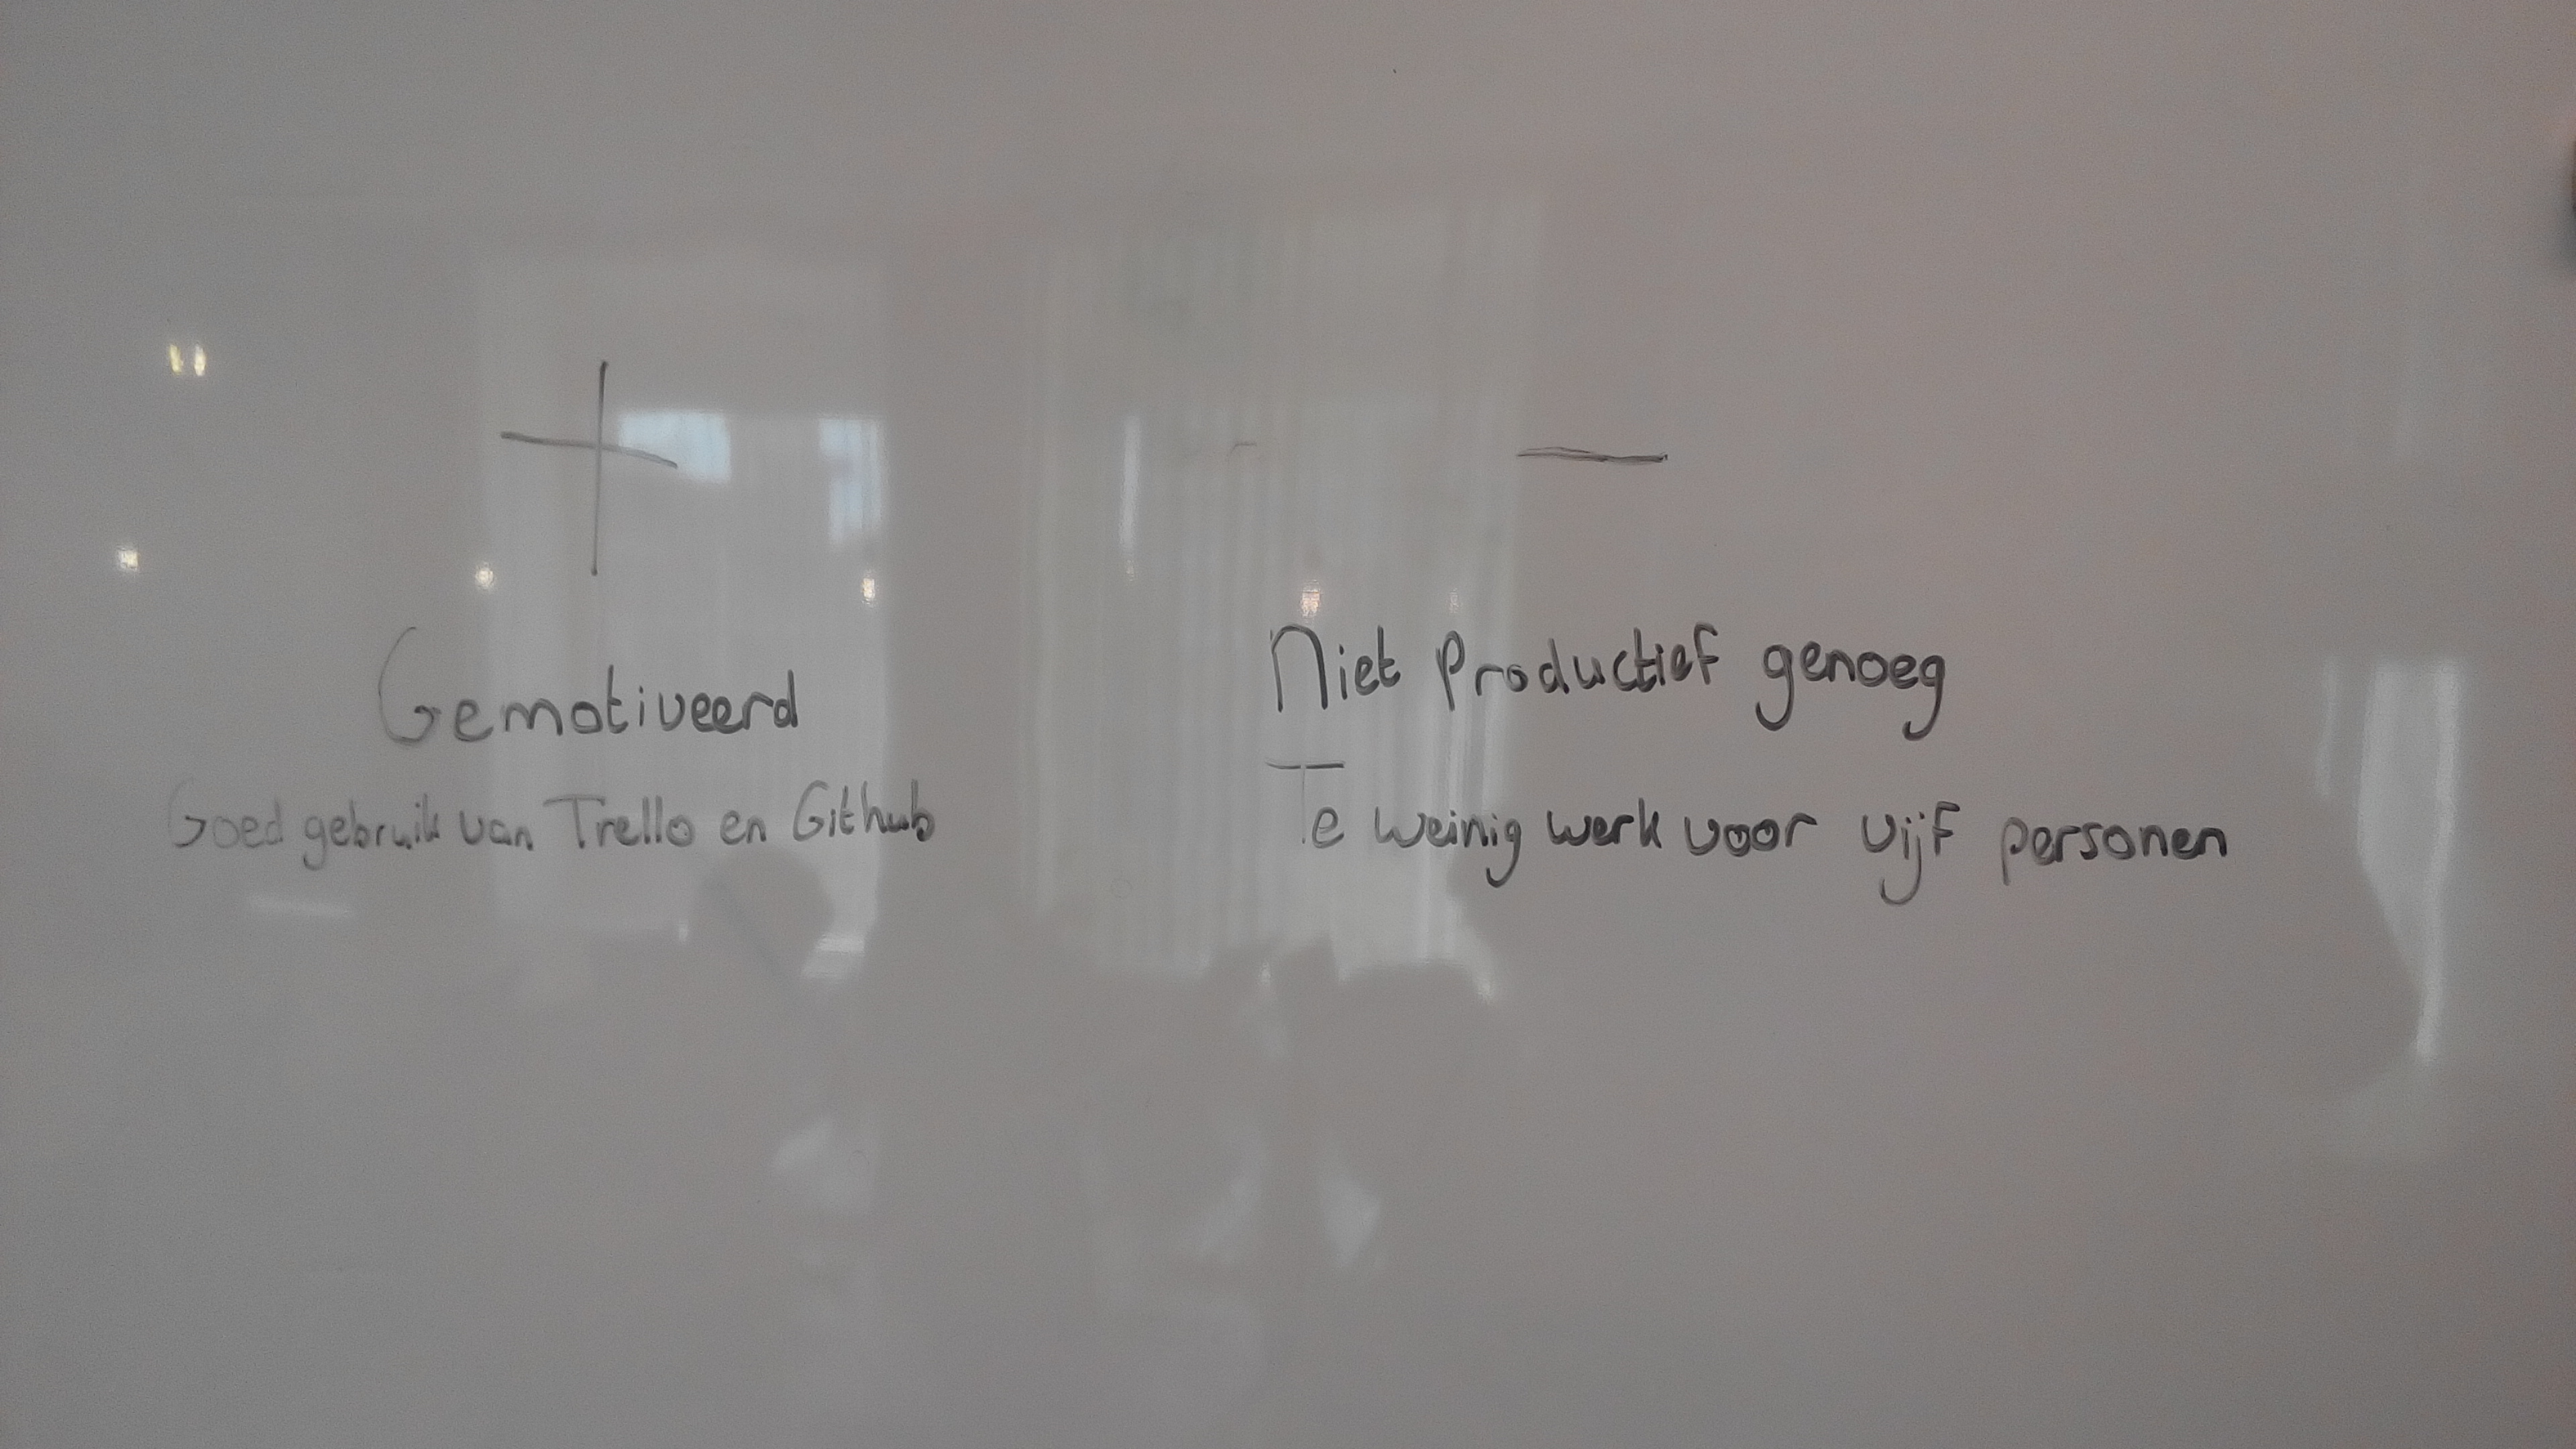 +
Gemotiveerd
Goed gebruik van Trello en Github
-
Niet Productief genoeg
Te weinig werk voor vijf personen